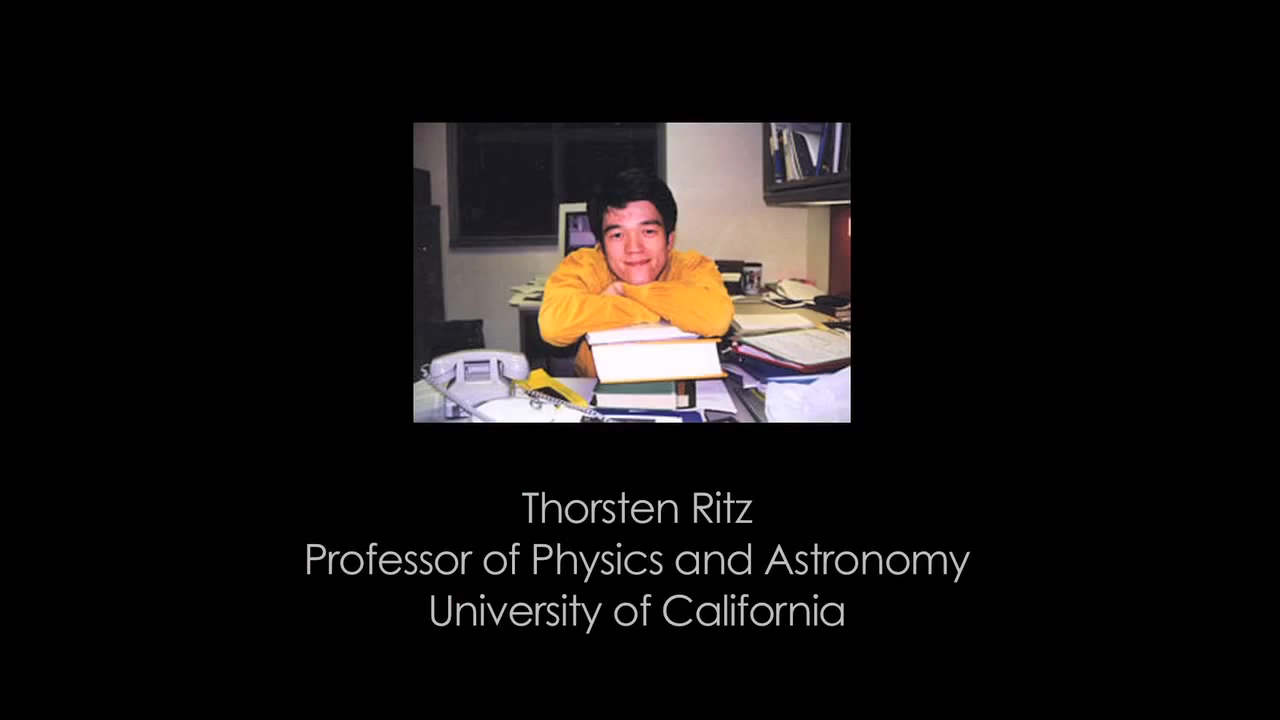 Thorsten Ritz
Professor of Physics and Astronomy
University of California